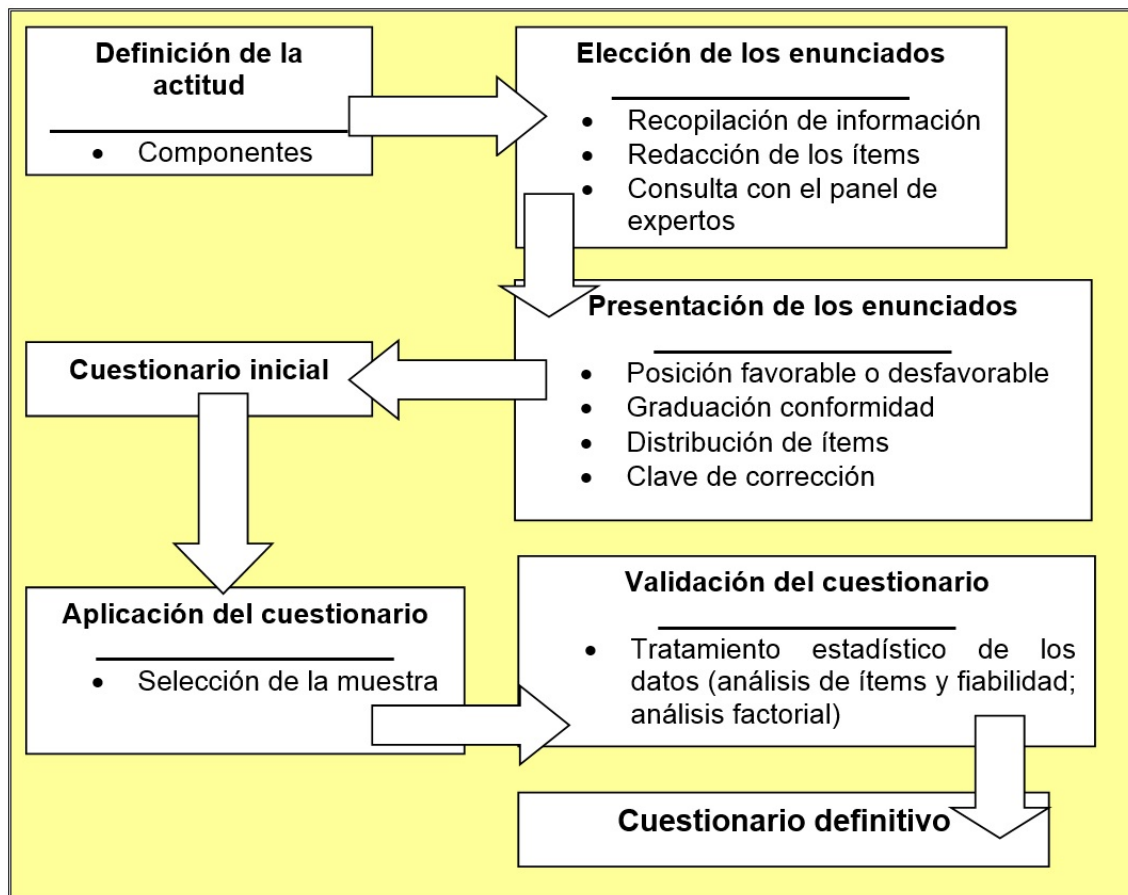 Definición de la
actitud
• Componentes
Elección de los enunciados
• Recopilación de información
• Redacción de los ítems
• Consulta con el panel de
expertos
Presentación de los enunciados
• Posición favorable o desfavorable
• Graduación conformidad
• Distribución de ítems
• Clave de corrección
Cuestionario inicial
Aplicación del cuestionario
• Selección de la muestra
Validación del cuestionario
• Tratamiento estadístico de los
datos (análisis de ítems y fiabilidad;
análisis factorial)
Cuestionario definitivo